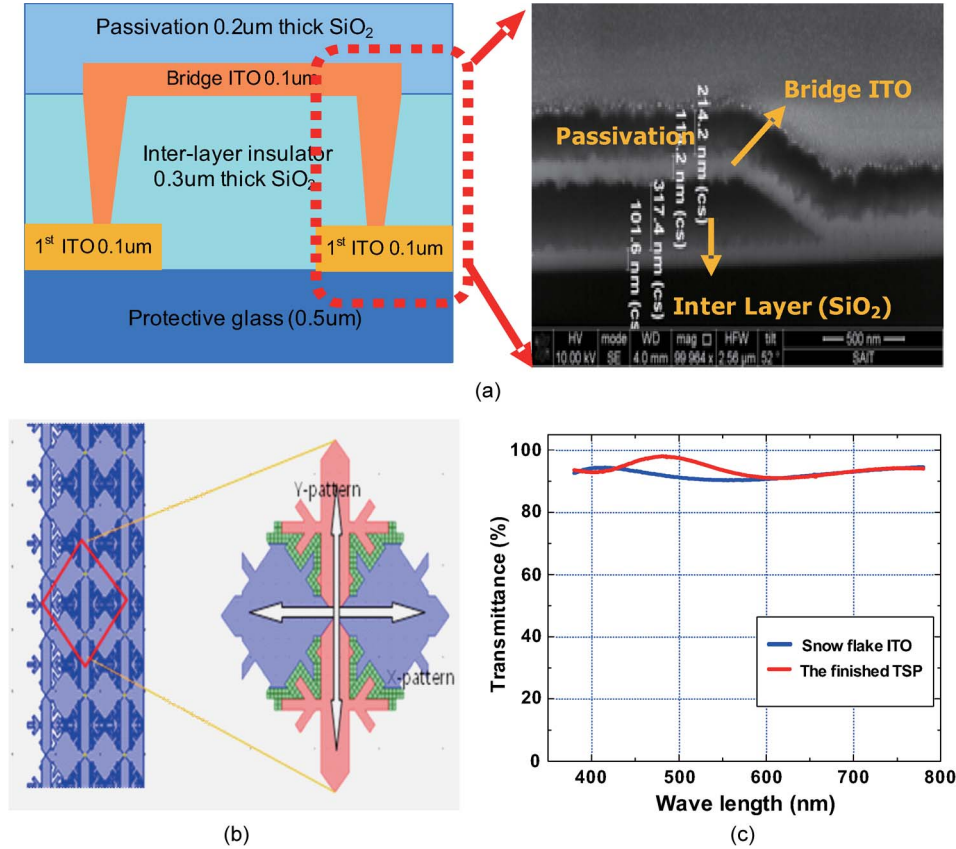 Passivation 0.2um thick SiO₂
Bridge ITO 0.1um
Inter-layer insulator
0.3um thick SiO₂
1st ITO 0.1um
1st ITO 0.1um
Protective glass (0.5um)
Bridge ITO
Passivation
214.2 nm (cs)
114.2 nm (cs)
317.4 nm (cs)
101.6 nm (cs
Inter Layer (SiO₂)
HV mode WD mag □ HFW tilt 500 nm
10.00 kV SE 4.0 mm 99 964 x 2.56 µm 52 ° SAIT
(a)
Y-pattern
X-pattern
(b)
Transmittance (%)
100
80
60
40
20
0
Snow flake ITO
The finished TSP
400 500 600 700 800
Wave length (nm)
(c)